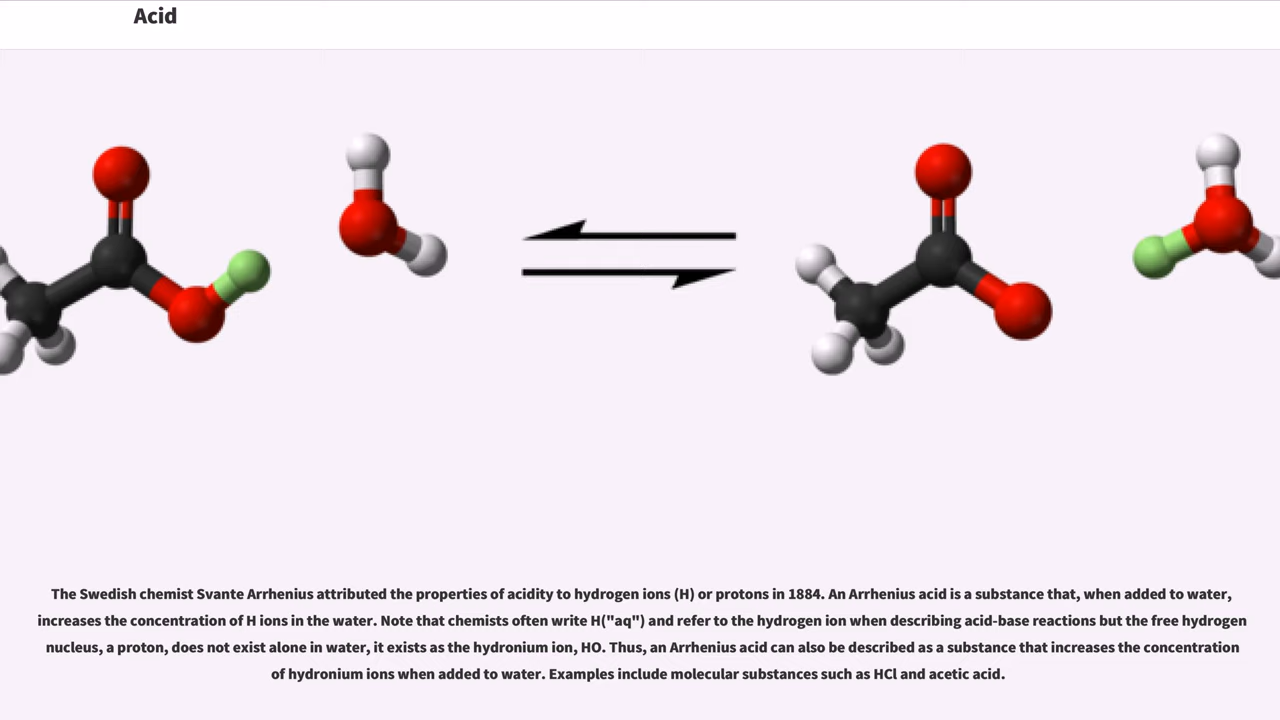 Acid
The Swedish chemist Svante Arrhenius attributed the properties of acidity to hydrogen ions (H) or protons in 1884. An Arrhenius acid is a substance that, when added to water,
increases the concentration of H ions in the water. Note that chemists often write H("aq") and refer to the hydrogen ion when describing acid-base reactions but the free hydrogen
nucleus, a proton, does not exist alone in water, it exists as the hydronium ion, HO. Thus, an Arrhenius acid can also be described as a substance that increases the concentration
of hydronium ions when added to water. Examples include molecular substances such as HCl and acetic acid.